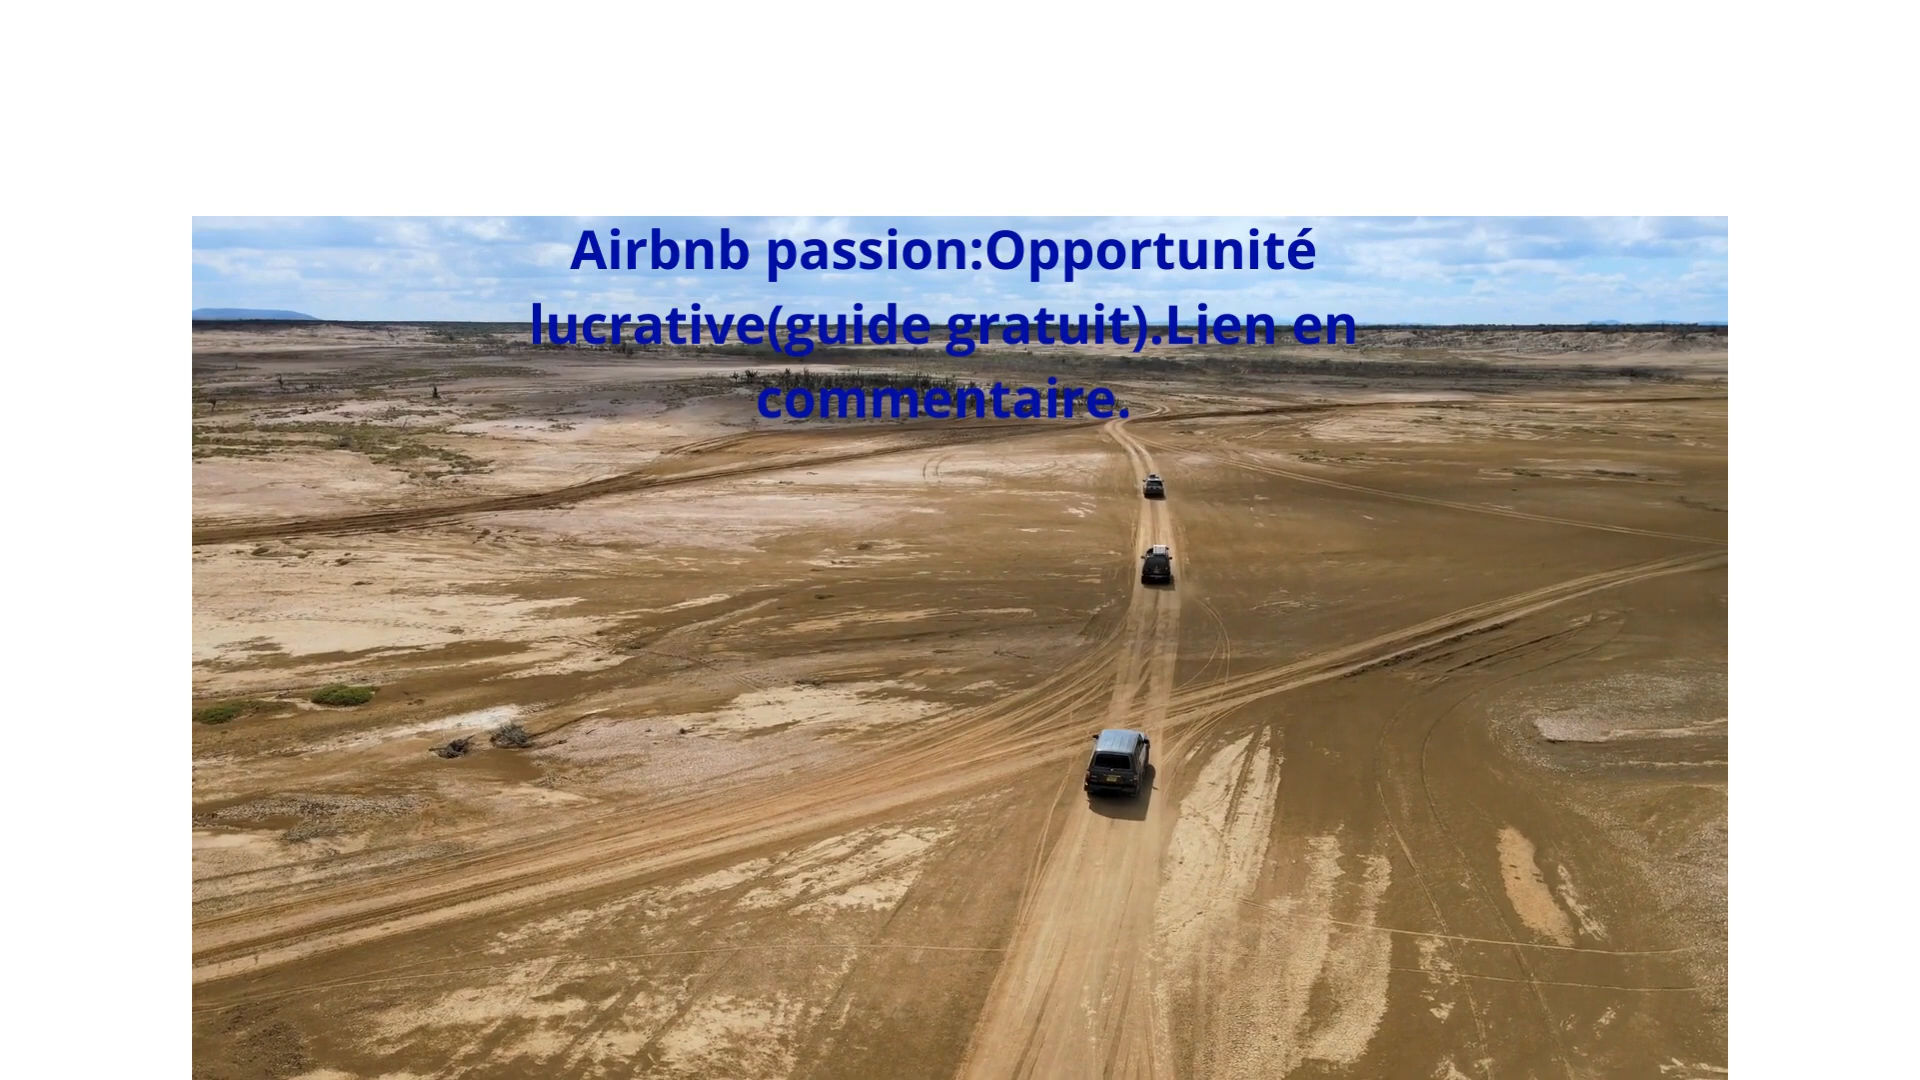 Airbnb passion:Opportunité
lucrative(guide gratuit).Lien en
commentaire.